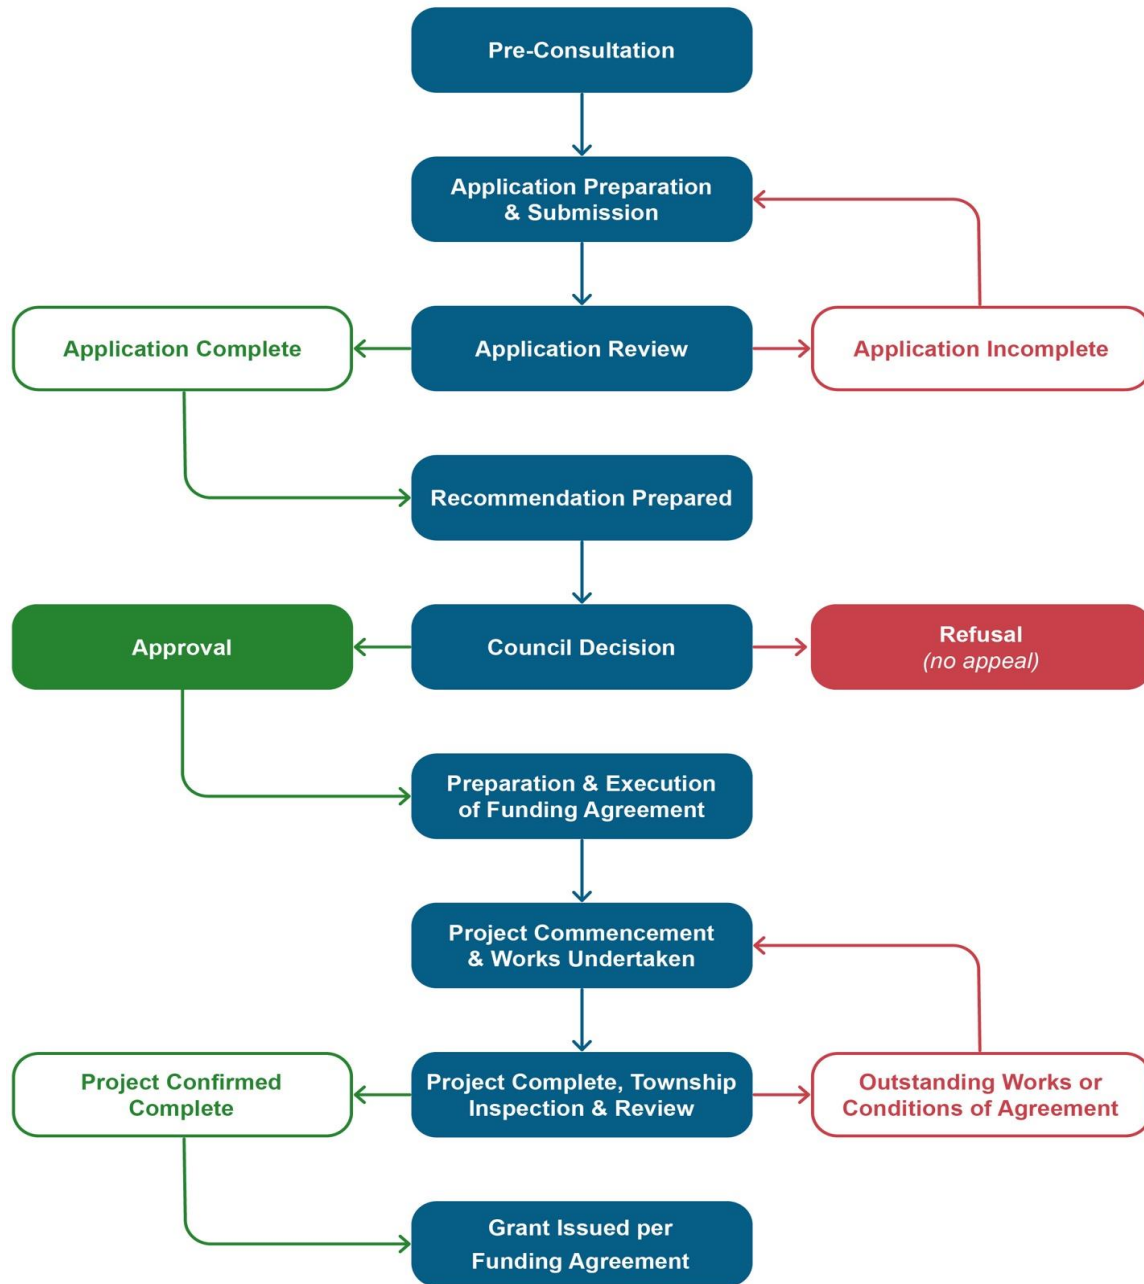 Pre-Consultation
Application Preparation
& Submission
Application Complete
Application Review
Application Incomplete
Recommendation Prepared
Approval
Council Decision
Refusal
(no appeal)
Preparation & Execution
of Funding Agreement
Project Commencement
& Works Undertaken
Project Confirmed
Complete
Project Complete, Township
Inspection & Review
Outstanding Works or
Conditions of Agreement
Grant Issued per
Funding Agreement